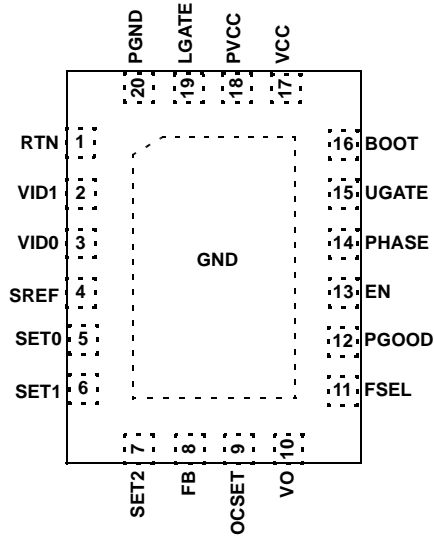 PGND LGATE PVCC VCC
20 19 18 17
RTN 1 16 BOOT
VID1 2 15 UGATE
VID0 3 14 PHASE
GND
SREF 4 13 EN
SET0 5 12 PGOOD
SET1 6 11 FSEL
7 8 9 10
SET2 FB OCSET VO